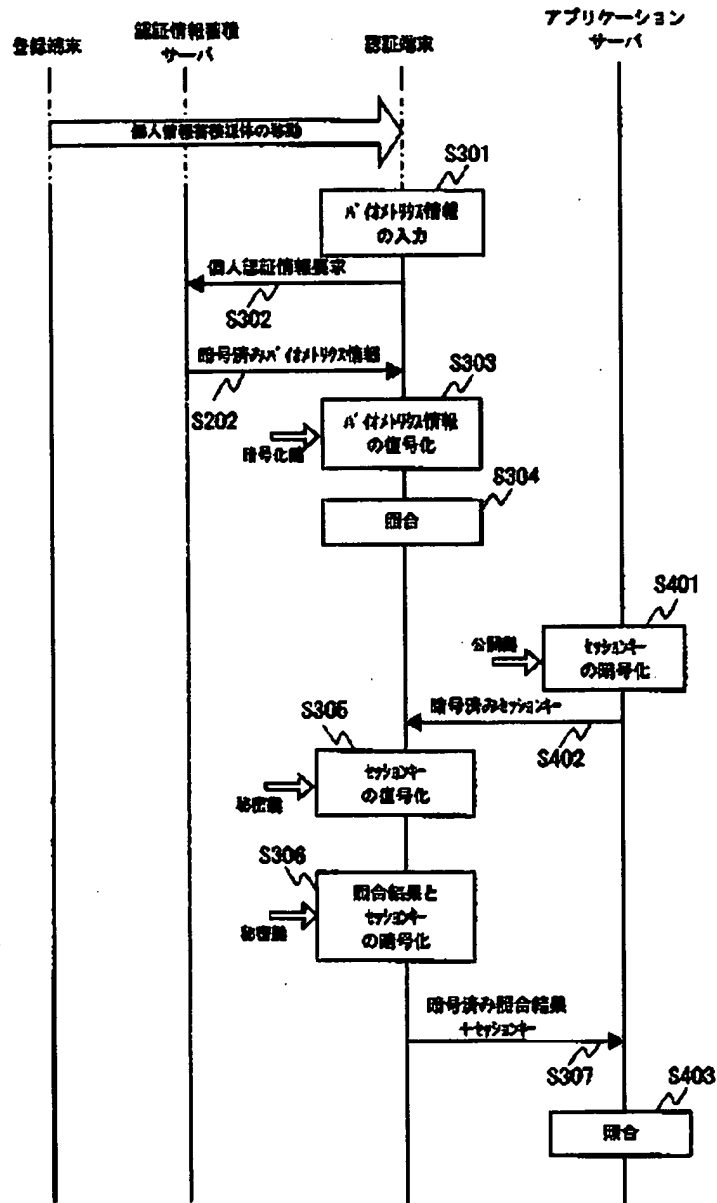 登録端末
認証情報蓄積
サーバ
認証端末
アプリケーション
サーバ
個人情報蓄積媒体の移動
S301
バイオメトリクス情報
の入力
個人認証情報要求
S302
暗号済みバイオメトリクス情報
S202
S303
バイオメトリクス情報
の復号化
暗号化鍵
S304
照合
S401
公開鍵
セッションキー
の暗号化
暗号済みセッションキー
S402
S305
セッションキー
の復号化
秘密鍵
S306
照合結果と
セッションキー
の暗号化
秘密鍵
暗号済み照合結果
+セッションキー
S307
S403
照合